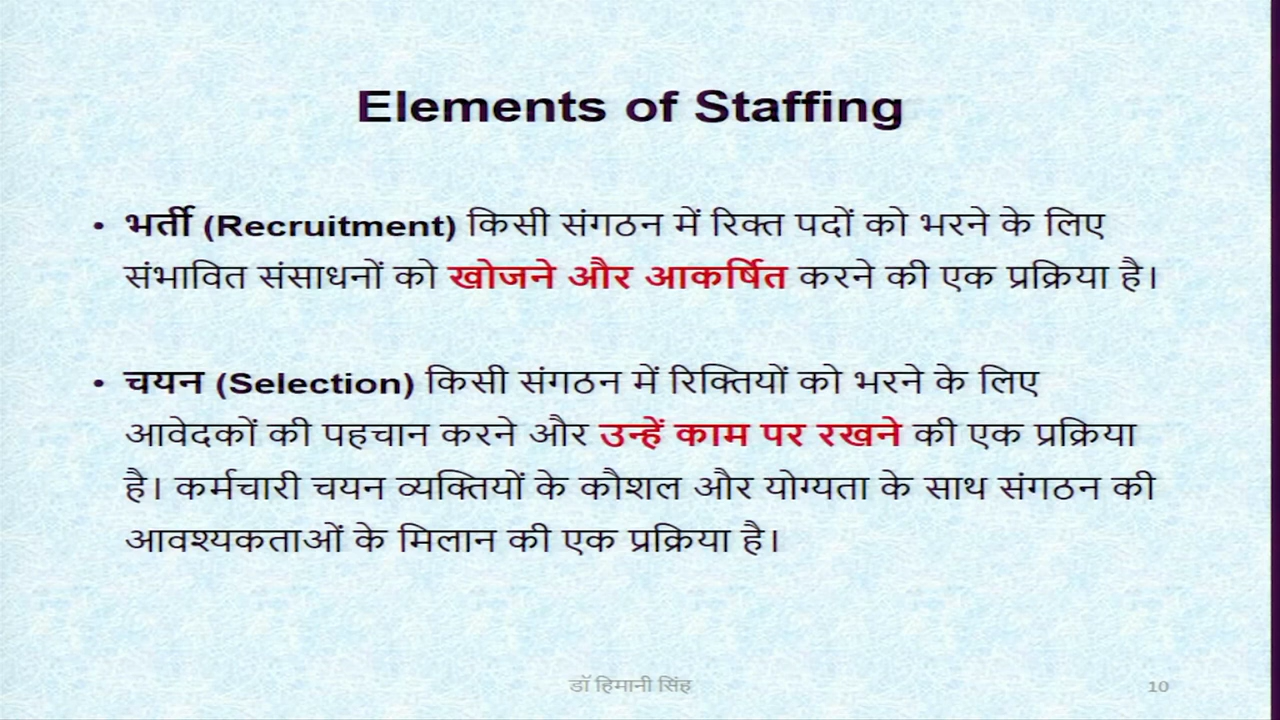 Elements of Staffing
• भर्ती (Recruitment) किसी संगठन में रिक्त पदों को भरने के लिए
संभावित संसाधनों को खोजने और आकर्षित करने की एक प्रक्रिया है।
• चयन (Selection) किसी संगठन में रिक्तियों को भरने के लिए
आवेदकों की पहचान करने और उन्हें काम पर रखने की एक प्रक्रिया
है। कर्मचारी चयन व्यक्तियों के कौशल और योग्यता के साथ संगठन की
आवश्यकताओं के मिलान की एक प्रक्रिया है।
डॉ हिमानी सिंह
10